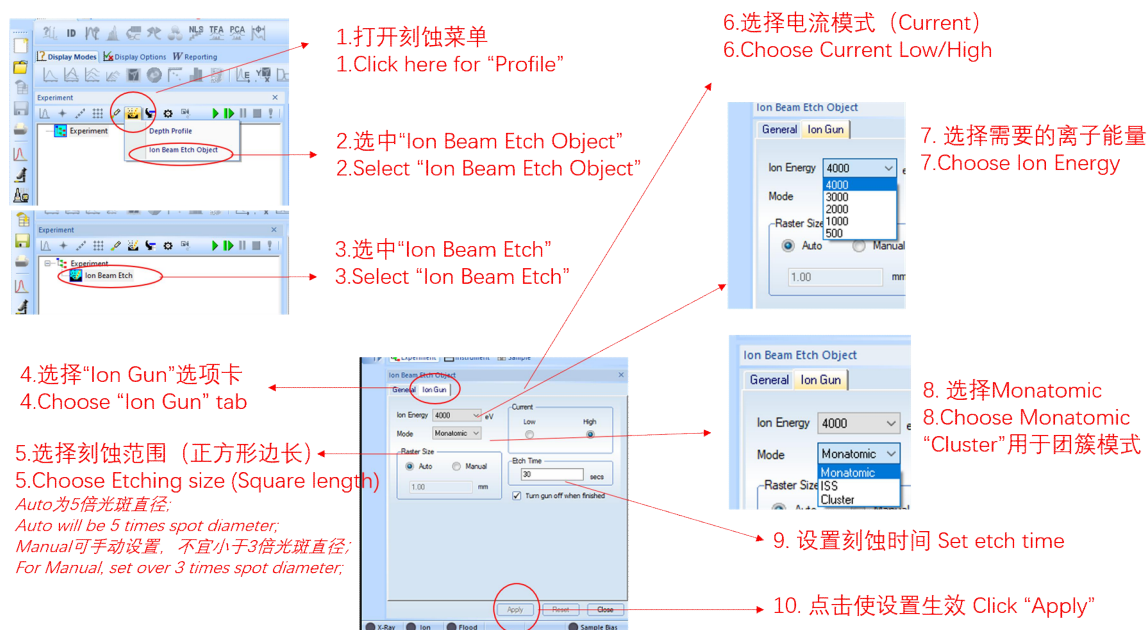 1.打开刻蚀菜单
1.Click here for “Profile”
2.选中“Ion Beam Etch Object”
2.Select “Ion Beam Etch Object”
3.选中“Ion Beam Etch”
3.Select “Ion Beam Etch”
4.选择“Ion Gun”选项卡
4.Choose “Ion Gun” tab
5.选择刻蚀范围（正方形边长）
5.Choose Etching size (Square length)
Auto为5倍光斑直径;
Auto will be 5 times spot diameter;
Manual可手动设置，不宜小于3倍光斑直径;
For Manual, set over 3 times spot diameter;
6.选择电流模式（Current）
6.Choose Current Low/High
7. 选择需要的离子能量
7.Choose Ion Energy
8. 选择Monatomic
8.Choose Monatomic
“Cluster”用于团簇模式
9. 设置刻蚀时间 Set etch time
10. 点击使设置生效 Click “Apply”
ID NLS TFA PCA
Display Modes Display Options W Reporting
Experiment
Experiment
Depth Profile
Ion Beam Etch Object
Experiment
Experiment
Ion Beam Etch
Experiment Instrument Sample
Ion Beam Etch Object
General Ion Gun
Ion Energy 4000 eV
Mode Monatomic
Current
Low High
Raster Size
Auto Manual
1.00 mm
Etch Time
30 secs
Turn gun off when finished
Apply Reset Close
X-Ray Ion Flood Sample Bias
Ion Beam Etch Object
General Ion Gun
Ion Energy 4000 e
4000
3000
2000
1000
500
Mode
Raster Size
Auto Manual
1.00 mm
Ion Beam Etch Object
General Ion Gun
Ion Energy 4000 e
Mode Monatomic
Monatomic
ISS
Cluster
Raster Size